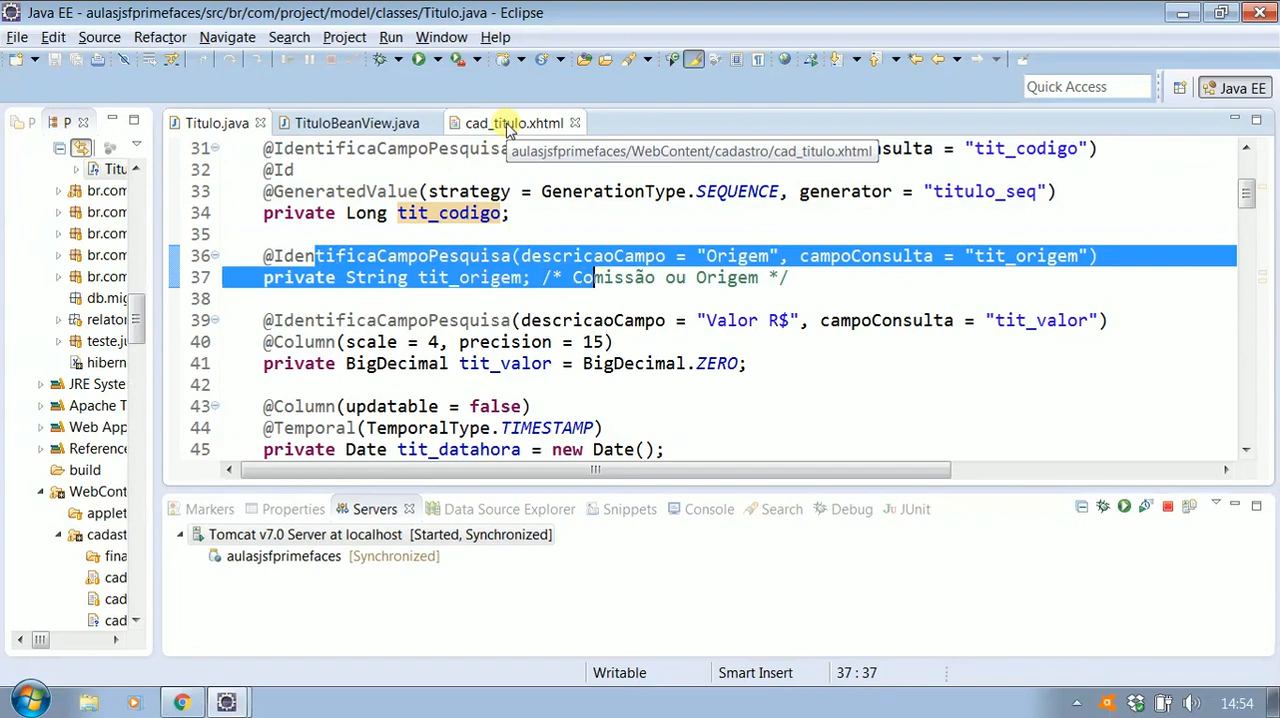 Java EE - aulasjsfprimefaces/src/br/com/project/model/classes/Titulo.java - Eclipse
File Edit Source Refactor Navigate Search Project Run Window Help
Quick Access Java EE
P P Titulo.java TituloBeanView.java cad_titulo.xhtml
aulasjsfprimefaces/WebContent/cadastro/cad_titulo.xhtml
31 @IdentificaCampoPesquis nsulta = "tit_codigo")
32 @Id
33 @GeneratedValue(strategy = GenerationType.SEQUENCE, generator = "titulo_seq")
34 private Long tit_codigo;
35
36 @IdentificaCampoPesquisa(descricaoCampo = "Origem", campoConsulta = "tit_origem")
37 private String tit_origem; /* Comissão ou Origem */
38
39 @IdentificaCampoPesquisa(descricaoCampo = "Valor R$", campoConsulta = "tit_valor")
40 @Column(scale = 4, precision = 15)
41 private BigDecimal tit_valor = BigDecimal.ZERO;
42
43 @Column(updatable = false)
44 @Temporal(TemporalType.TIMESTAMP)
45 private Date tit_datahora = new Date();
Titu
br.com
br.com
br.com
br.com
br.com
db.mig
relator
teste.ju
hibern
JRE Syste
Apache T
Web App
Reference
build
WebCont
applet
cadast
fina
cad
cad
cad
Markers Properties Servers Data Source Explorer Snippets Console Search Debug JUnit
Tomcat v7.0 Server at localhost [Started, Synchronized]
aulasjsfprimefaces [Synchronized]
Writable Smart Insert 37 : 37
14:54